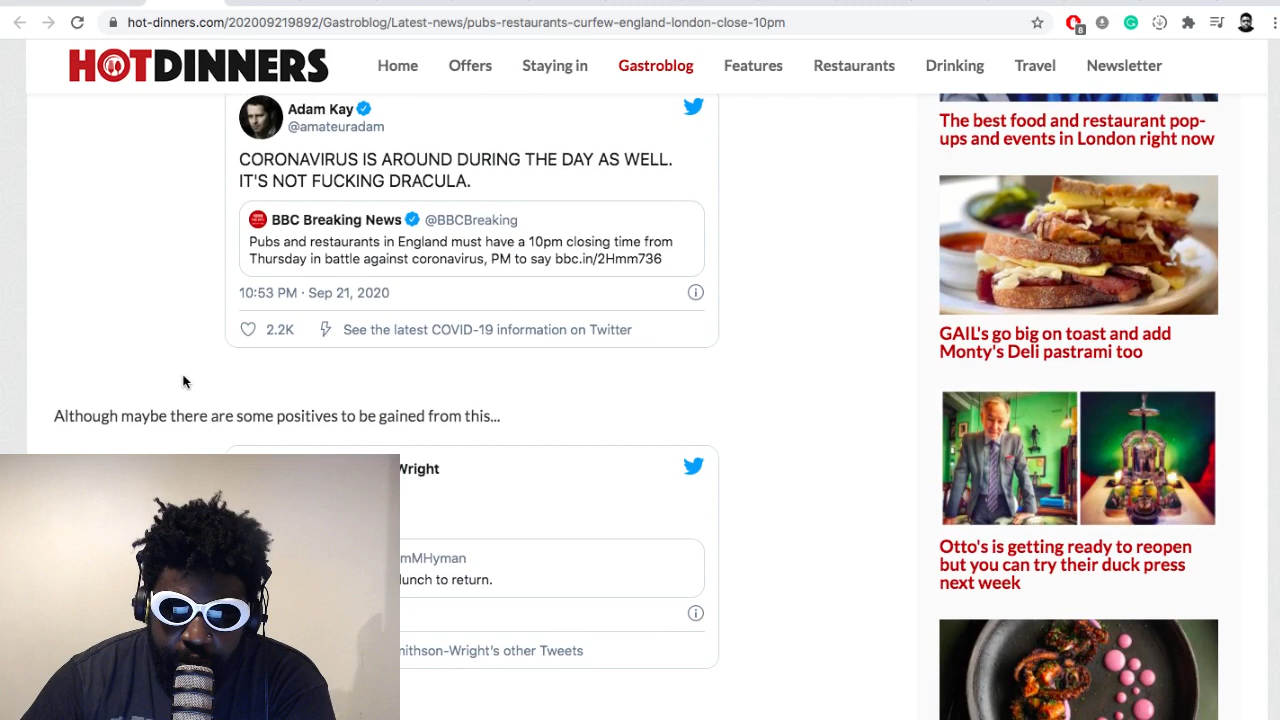 hot-dinners.com/202009219892/Gastroblog/Latest-news/pubs-restaurants-curfew-england-london-close-10pm
8
HOTDINNERS
Home Offers Staying in Gastroblog Features Restaurants Drinking Travel Newsletter
Adam Kay
@amateuradam
CORONAVIRUS IS AROUND DURING THE DAY AS WELL.
IT'S NOT FUCKING DRACULA.
BBC Breaking News @BBCBreaking
Pubs and restaurants in England must have a 10pm closing time from
Thursday in battle against coronavirus, PM to say bbc.in/2Hmm736
10:53 PM · Sep 21, 2020
2.2K See the latest COVID-19 information on Twitter
Although maybe there are some positives to be gained from this...
Wright
mMHyman
lunch to return.
nithson-Wright's other Tweets
The best food and restaurant pop-
ups and events in London right now
GAIL's go big on toast and add
Monty's Deli pastrami too
Otto's is getting ready to reopen
but you can try their duck press
next week